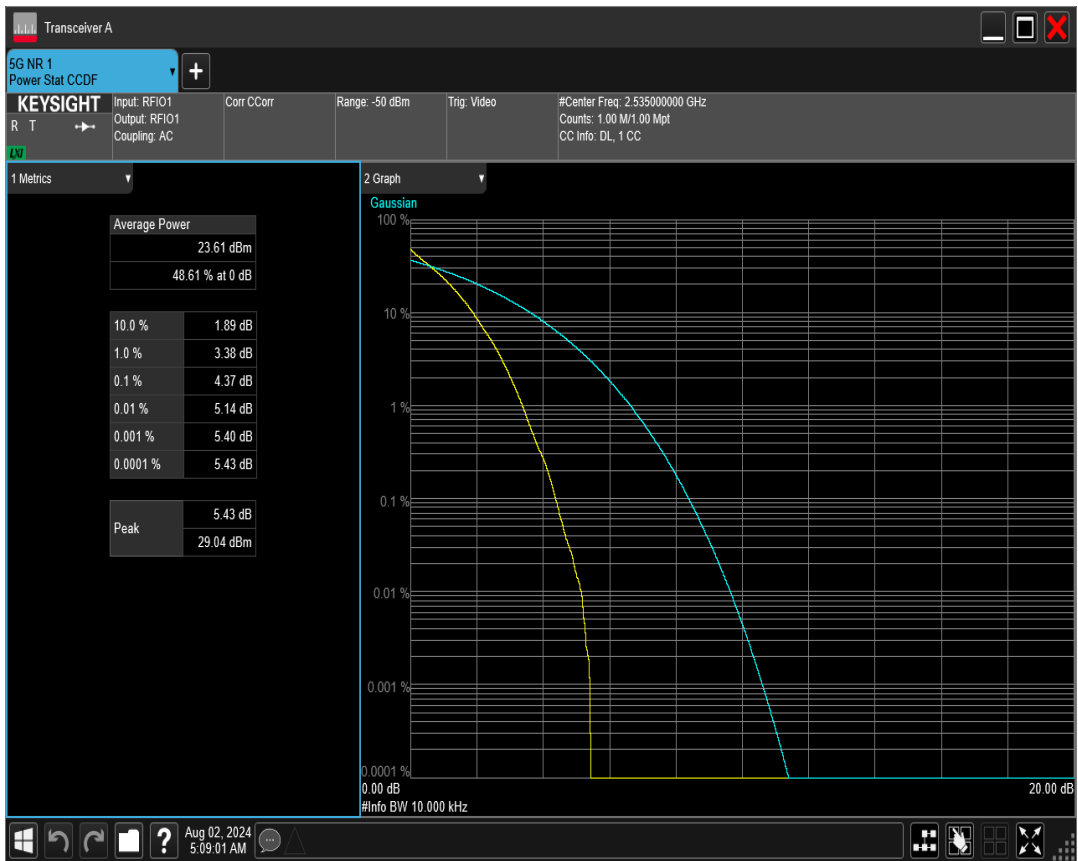 Transceiver A
5G NR 1
Power Stat CCDF
KEYSIGHT
R T
LXI
Input: RFIO1
Output: RFIO1
Coupling: AC
Corr CCorr
Range: -50 dBm
Trig: Video
#Center Freq: 2.535000000 GHz
Counts: 1.00 M/1.00 Mpt
CC Info: DL, 1 CC
1 Metrics
Average Power
23.61 dBm
48.61 % at 0 dB
10.0 % 1.89 dB
1.0 % 3.38 dB
0.1 % 4.37 dB
0.01 % 5.14 dB
0.001 % 5.40 dB
0.0001 % 5.43 dB
Peak 5.43 dB
29.04 dBm
2 Graph
Gaussian
100 %
10 %
1 %
0.1 %
0.01 %
0.001 %
0.0001 %
0.00 dB 20.00 dB
#Info BW 10.000 kHz
? Aug 02, 2024
5:09:01 AM